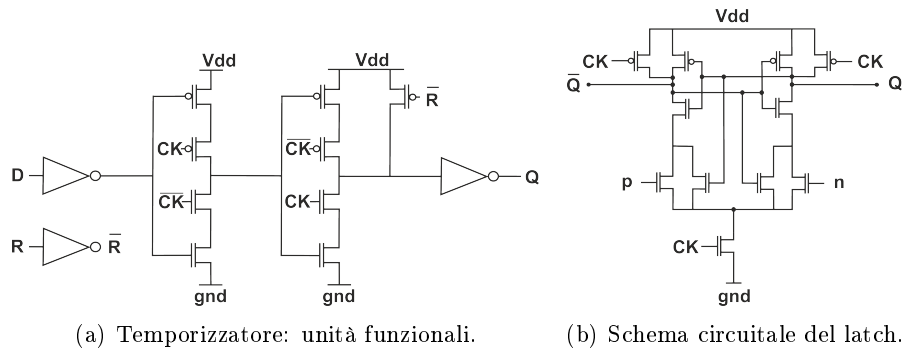 Vdd
Vdd
Vdd
CK
CK
Q̅
Q
R̅
CK
C̅K̅
D
C̅K̅
CK
Q
p
n
R
R̅
CK
gnd
gnd
gnd
(a) Temporizzatore: unità funzionali.
(b) Schema circuitale del latch.